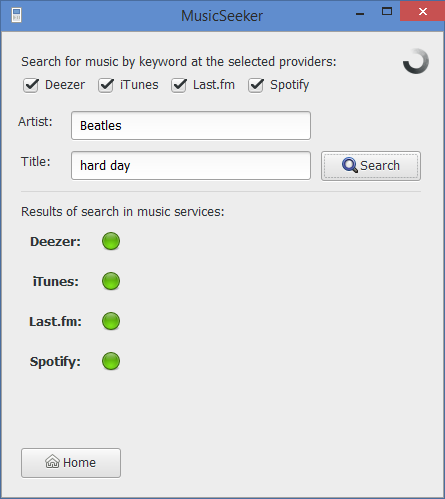 MusicSeeker
Search for music by keyword at the selected providers:
Deezer iTunes Last.fm Spotify
Artist: Beatles
Title: hard day Search
Results of search in music services:
Deezer:
iTunes:
Last.fm:
Spotify:
Home